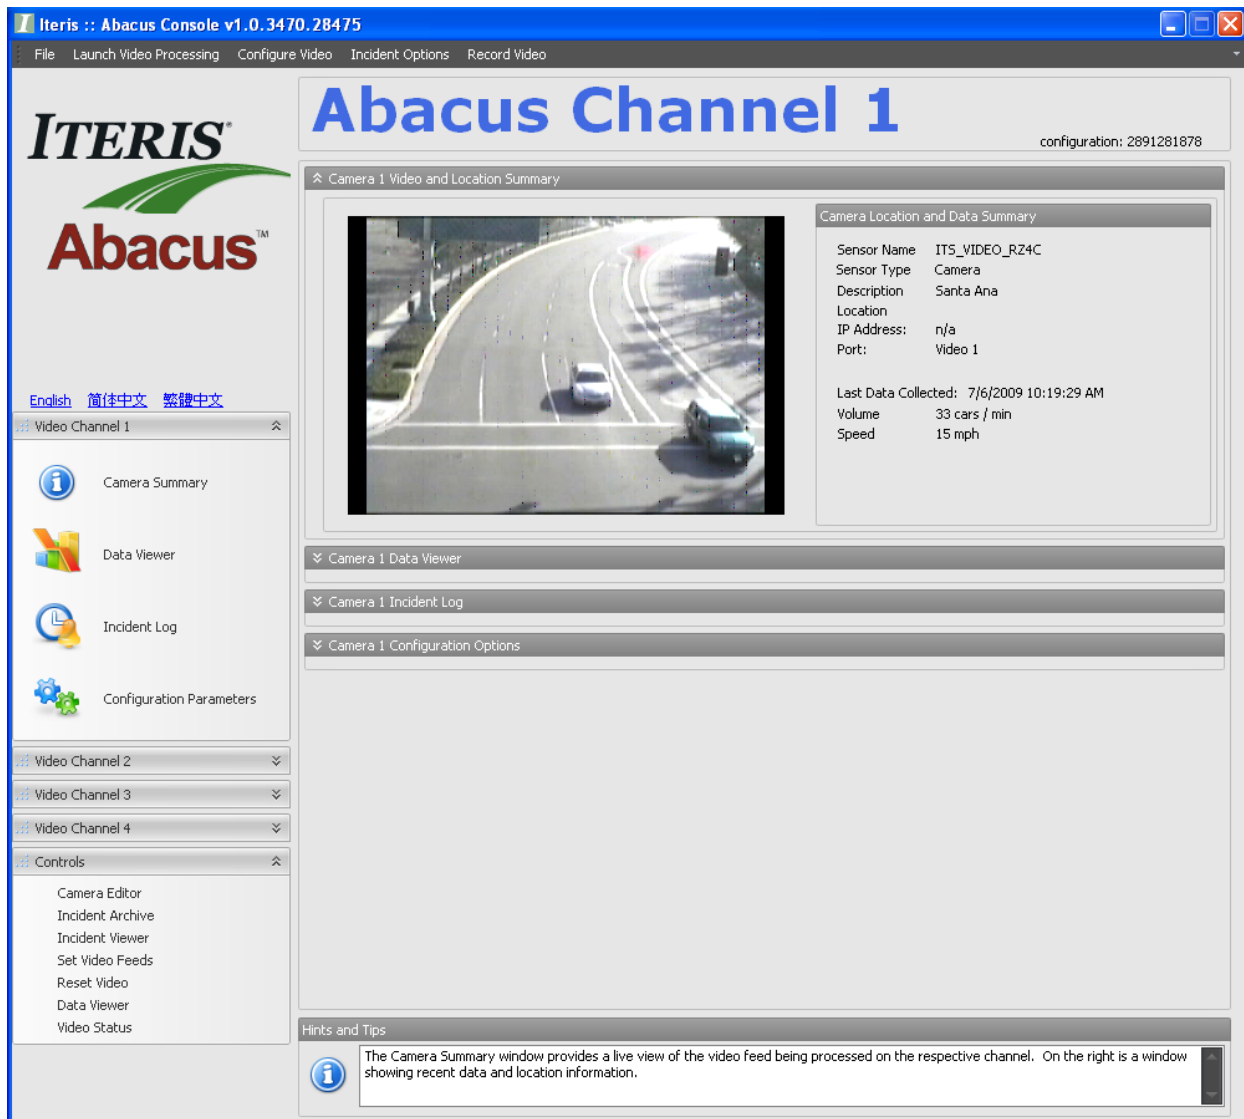 Iteris :: Abacus Console v1.0.3470.28475
File Launch Video Processing Configure Video Incident Options Record Video
ITERIS
Abacus™
English 简体中文 繁體中文
Video Channel 1
Camera Summary
Data Viewer
Incident Log
Configuration Parameters
Video Channel 2
Video Channel 3
Video Channel 4
Controls
Camera Editor
Incident Archive
Incident Viewer
Set Video Feeds
Reset Video
Data Viewer
Video Status
Abacus Channel 1
configuration: 2891281878
Camera 1 Video and Location Summary
Camera Location and Data Summary
Sensor Name ITS_VIDEO_RZ4C
Sensor Type Camera
Description Santa Ana
Location
IP Address: n/a
Port: Video 1
Last Data Collected: 7/6/2009 10:19:29 AM
Volume 33 cars / min
Speed 15 mph
Camera 1 Data Viewer
Camera 1 Incident Log
Camera 1 Configuration Options
Hints and Tips
The Camera Summary window provides a live view of the video feed being processed on the respective channel. On the right is a window
showing recent data and location information.